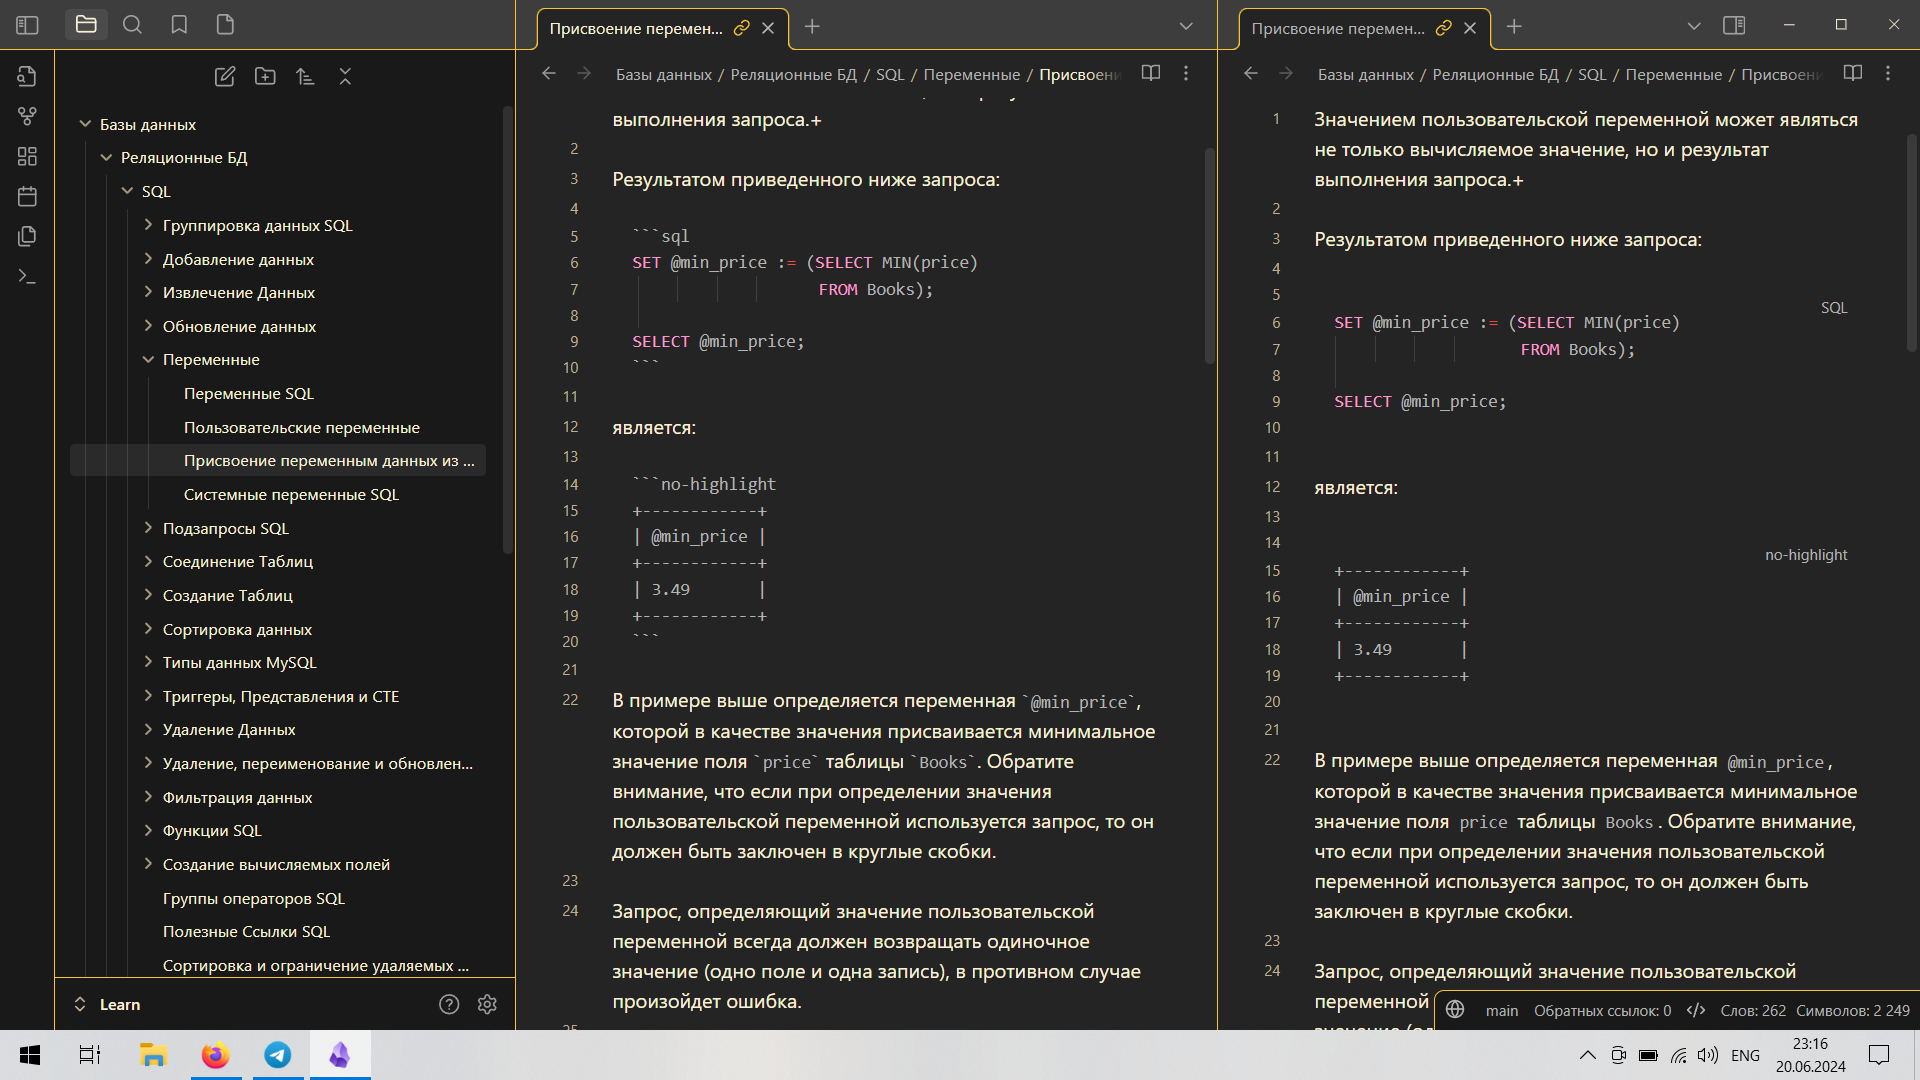 Базы данных
Реляционные БД
SQL
Группировка данных SQL
Добавление данных
Извлечение Данных
Обновление данных
Переменные
Переменные SQL
Пользовательские переменные
Присвоение переменным данных из ...
Системные переменные SQL
Подзапросы SQL
Соединение Таблиц
Создание Таблиц
Сортировка данных
Типы данных MySQL
Триггеры, Представления и CTE
Удаление Данных
Удаление, переименование и обновлен...
Фильтрация данных
Функции SQL
Создание вычисляемых полей
Группы операторов SQL
Полезные Ссылки SQL
Сортировка и ограничение удаляемых ...
Learn
Присвоение перемен...
Базы данных / Реляционные БД / SQL / Переменные / Присвоени
выполнения запроса.+
2
3 Результатом приведенного ниже запроса:
4
5 ```sql
6 SET @min_price := (SELECT MIN(price)
7 FROM Books);
8
9 SELECT @min_price;
10 ```
11
12 является:
13
14 ```no-highlight
15 +------------+
16 | @min_price |
17 +------------+
18 | 3.49       |
19 +------------+
20 ```
21
22 В примере выше определяется переменная `@min_price`,
которой в качестве значения присваивается минимальное
значение поля `price` таблицы `Books`. Обратите
внимание, что если при определении значения
пользовательской переменной используется запрос, то он
должен быть заключен в круглые скобки.
23
24 Запрос, определяющий значение пользовательской
переменной всегда должен возвращать одиночное
значение (одно поле и одна запись), в противном случае
произойдет ошибка.
25
Присвоение перемен...
Базы данных / Реляционные БД / SQL / Переменные / Присвоени
1 Значением пользовательской переменной может являться
не только вычисляемое значение, но и результат
выполнения запроса.+
2
3 Результатом приведенного ниже запроса:
4
5
SQL
6 SET @min_price := (SELECT MIN(price)
7 FROM Books);
8
9 SELECT @min_price;
10
11
12 является:
13
14
no-highlight
15 +------------+
16 | @min_price |
17 +------------+
18 | 3.49       |
19 +------------+
20
21
22 В примере выше определяется переменная @min_price,
которой в качестве значения присваивается минимальное
значение поля price таблицы Books. Обратите внимание,
что если при определении значения пользовательской
переменной используется запрос, то он должен быть
заключен в круглые скобки.
23
24 Запрос, определяющий значение пользовательской
переменной
main Обратных ссылок: 0 Слов: 262 Символов: 2 249
ENG
23:16
20.06.2024